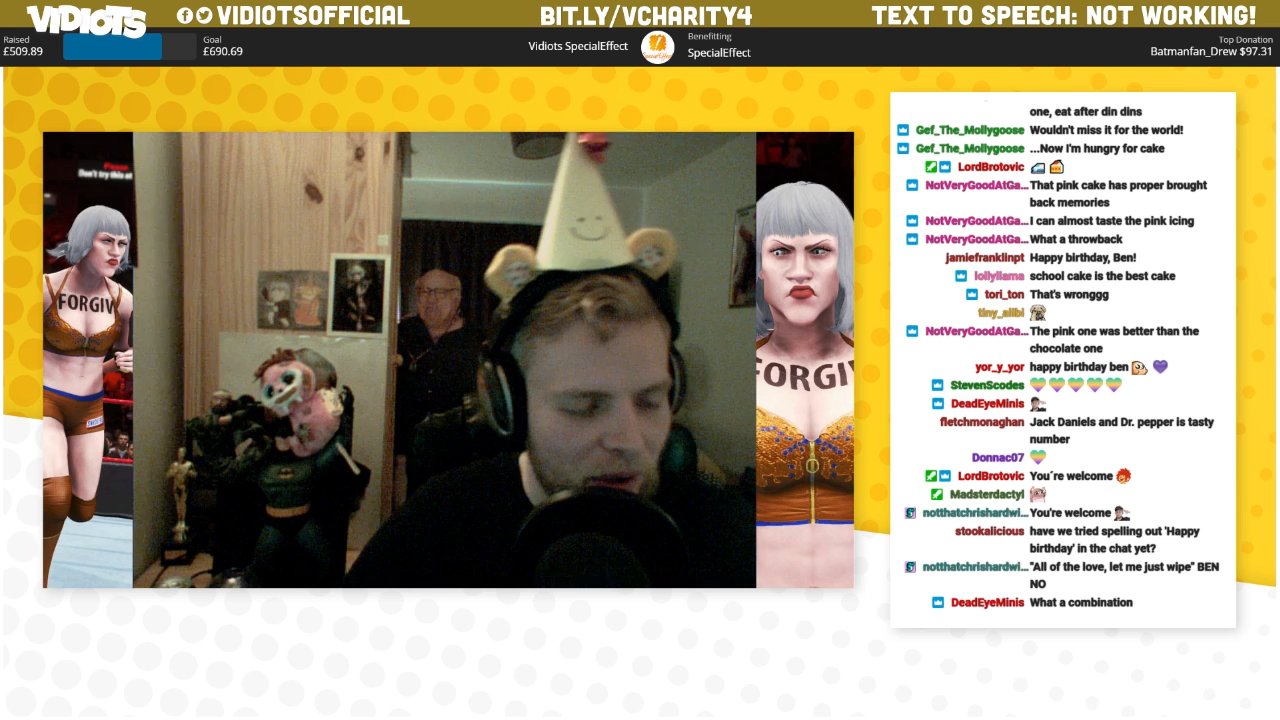 VIDIOTS
VIDIOTSOFFICIAL
BIT.LY/VCHARITY4
TEXT TO SPEECH: NOT WORKING!
Raised
£509.89
Goal
£690.69
Vidiots SpecialEffect
Benefitting
SpecialEffect
Top Donation
Batmanfan_Drew $97.31
Don't try this at
FORGIV
FORGIV
one, eat after din dins
Gef_The_Mollygoose Wouldn't miss it for the world!
Gef_The_Mollygoose ...Now I'm hungry for cake
LordBrotovic
NotVeryGoodAtGa... That pink cake has proper brought
back memories
NotVeryGoodAtGa... I can almost taste the pink icing
NotVeryGoodAtGa... What a throwback
jamiefranklinpt Happy birthday, Ben!
lollyllama school cake is the best cake
tori_ton That's wronggg
tiny_alibi
NotVeryGoodAtGa... The pink one was better than the
chocolate one
yor_y_yor happy birthday ben
StevenScodes
DeadEyeMinis
fletchmonaghan Jack Daniels and Dr. pepper is tasty
number
Donnac07
LordBrotovic You´re welcome
Madsterdactyl
notthatchrishardwi... You're welcome
stookalicious have we tried spelling out 'Happy
birthday' in the chat yet?
notthatchrishardwi... "All of the love, let me just wipe" BEN
NO
DeadEyeMinis What a combination